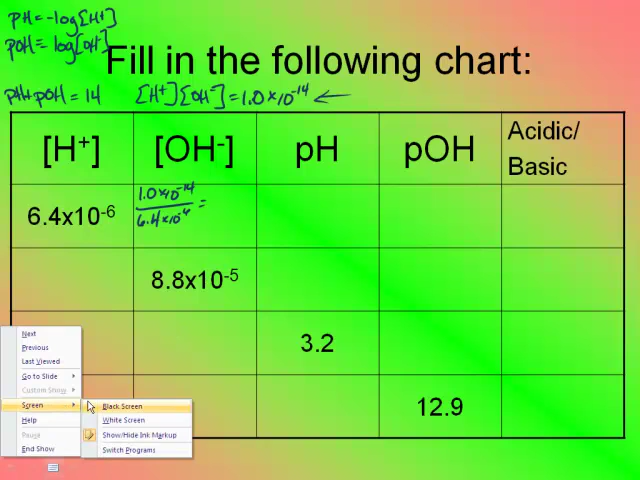 pH = -log[H⁺]
pOH = log[OH⁻]
Fill in the following chart:
pH + pOH = 14 [H⁺][OH⁻] = 1.0 x 10⁻¹⁴ ←
[H⁺] [OH⁻] pH pOH Acidic/
Basic
6.4x10⁻⁶ 1.0 x 10⁻¹⁴
6.4 x 10⁻⁶ =
8.8x10⁻⁵
3.2
12.9
Next
Previous
Last Viewed
Go to Slide
Custom Show
Screen
Help
Pause
End Show
Black Screen
White Screen
Show/Hide Ink Markup
Switch Programs